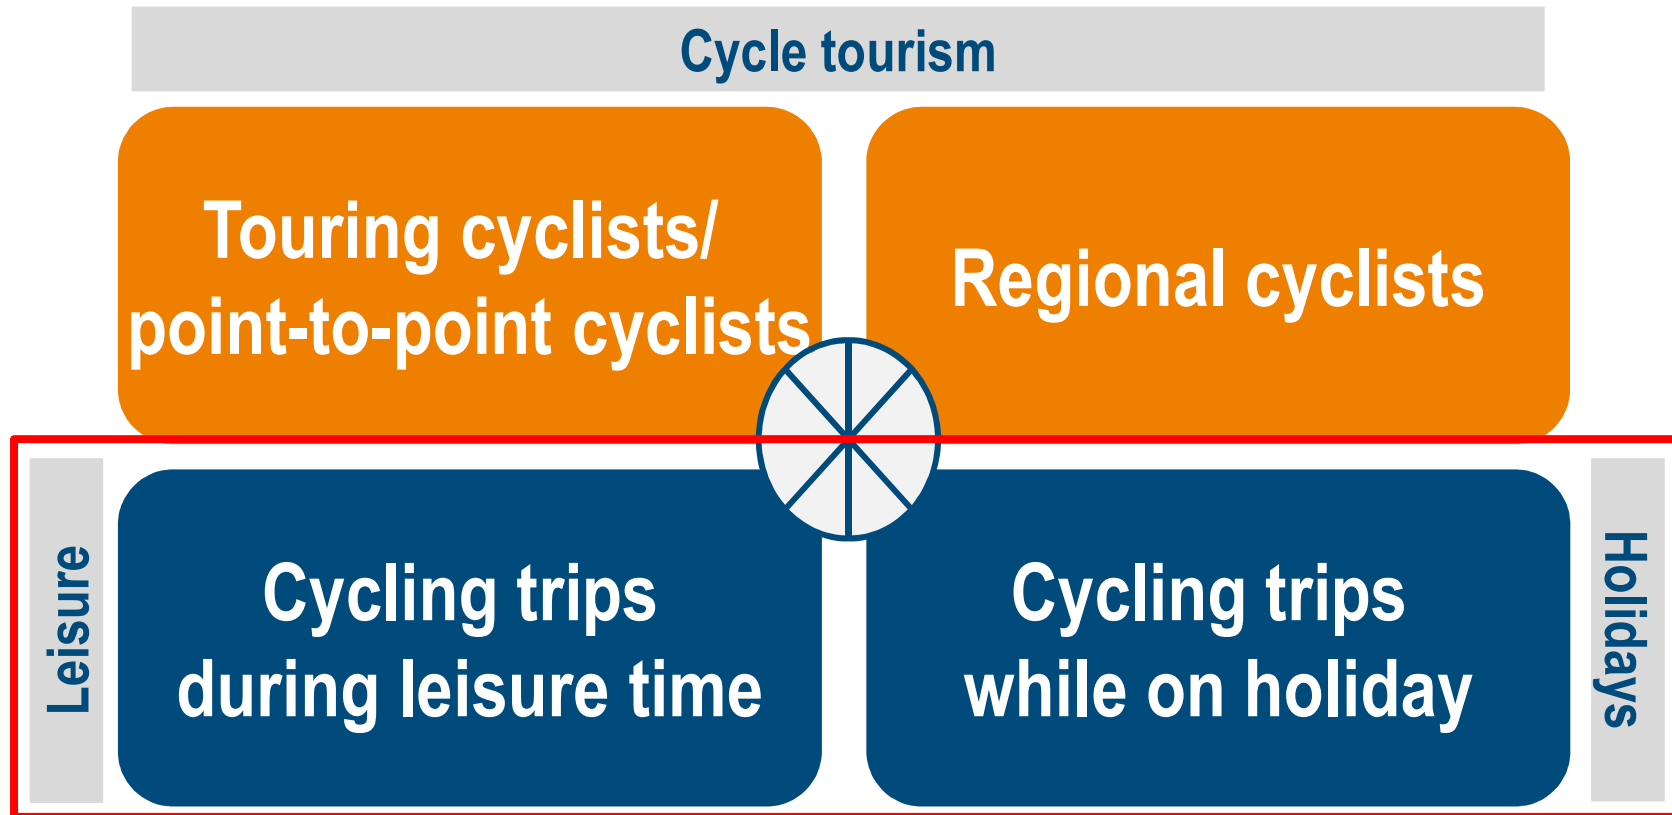 Cycle tourism
Touring cyclists/
point-to-point cyclists
Regional cyclists
Leisure
Cycling trips
during leisure time
Cycling trips
while on holiday
Holidays